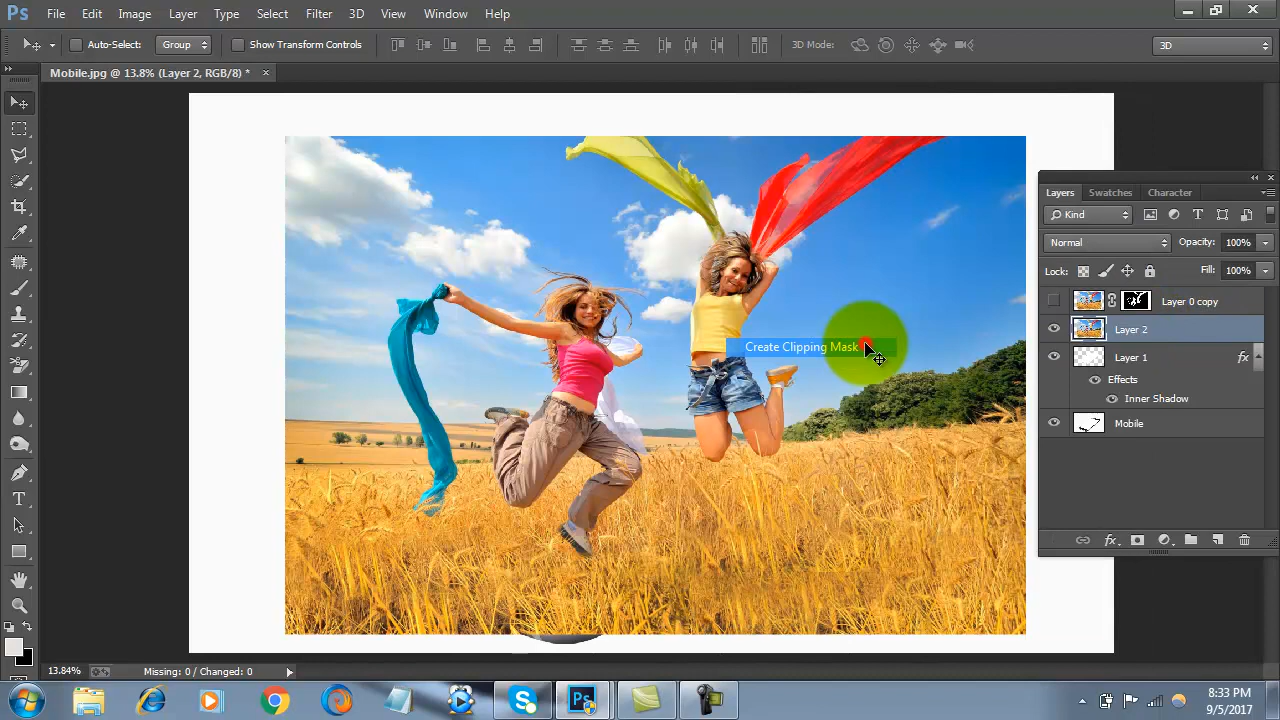 Ps File Edit Image Layer Type Select Filter 3D View Window Help
Auto-Select: Group Show Transform Controls 3D Mode: 3D
Mobile.jpg @ 13.8% (Layer 2, RGB/8) * ×
Layers Swatches Character
Kind
Normal Opacity: 100%
Lock: Fill: 100%
Layer 0 copy
Layer 2
Create Clipping Mask
Layer 1 fx
Effects
Inner Shadow
Mobile
fx
T
13.84% Missing: 0 / Changed: 0
S Ps
8:33 PM
9/5/2017